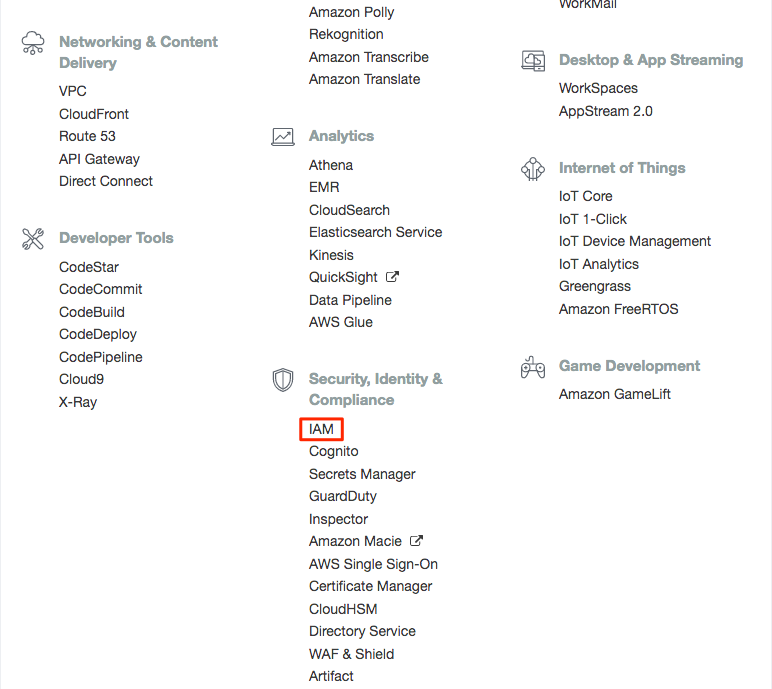 Networking & Content
Delivery
VPC
CloudFront
Route 53
API Gateway
Direct Connect
Developer Tools
CodeStar
CodeCommit
CodeBuild
CodeDeploy
CodePipeline
Cloud9
X-Ray
Amazon Polly
Rekognition
Amazon Transcribe
Amazon Translate
Analytics
Athena
EMR
CloudSearch
Elasticsearch Service
Kinesis
QuickSight
Data Pipeline
AWS Glue
Security, Identity &
Compliance
IAM
Cognito
Secrets Manager
GuardDuty
Inspector
Amazon Macie
AWS Single Sign-On
Certificate Manager
CloudHSM
Directory Service
WAF & Shield
Artifact
WorkMail
Desktop & App Streaming
WorkSpaces
AppStream 2.0
Internet of Things
IoT Core
IoT 1-Click
IoT Device Management
IoT Analytics
Greengrass
Amazon FreeRTOS
Game Development
Amazon GameLift